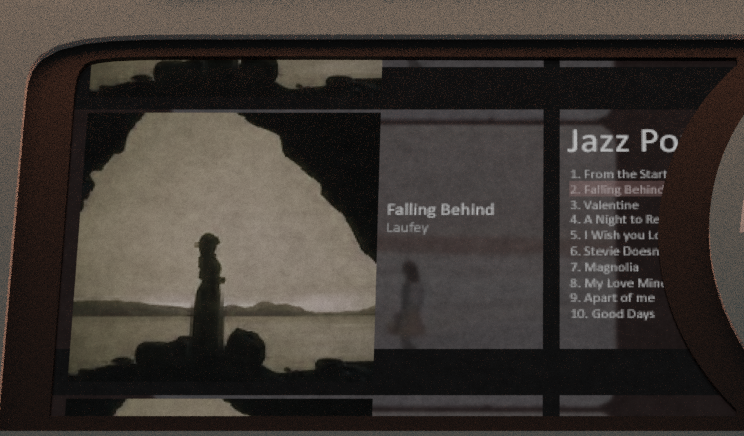 Falling Behind
Laufey
Jazz Po
1. From the Start
2. Falling Behind
3. Valentine
4. A Night to Re
5. I Wish you Lo
6. Stevie Doesn
7. Magnolia
8. My Love Mine
9. Apart of me
10. Good Days